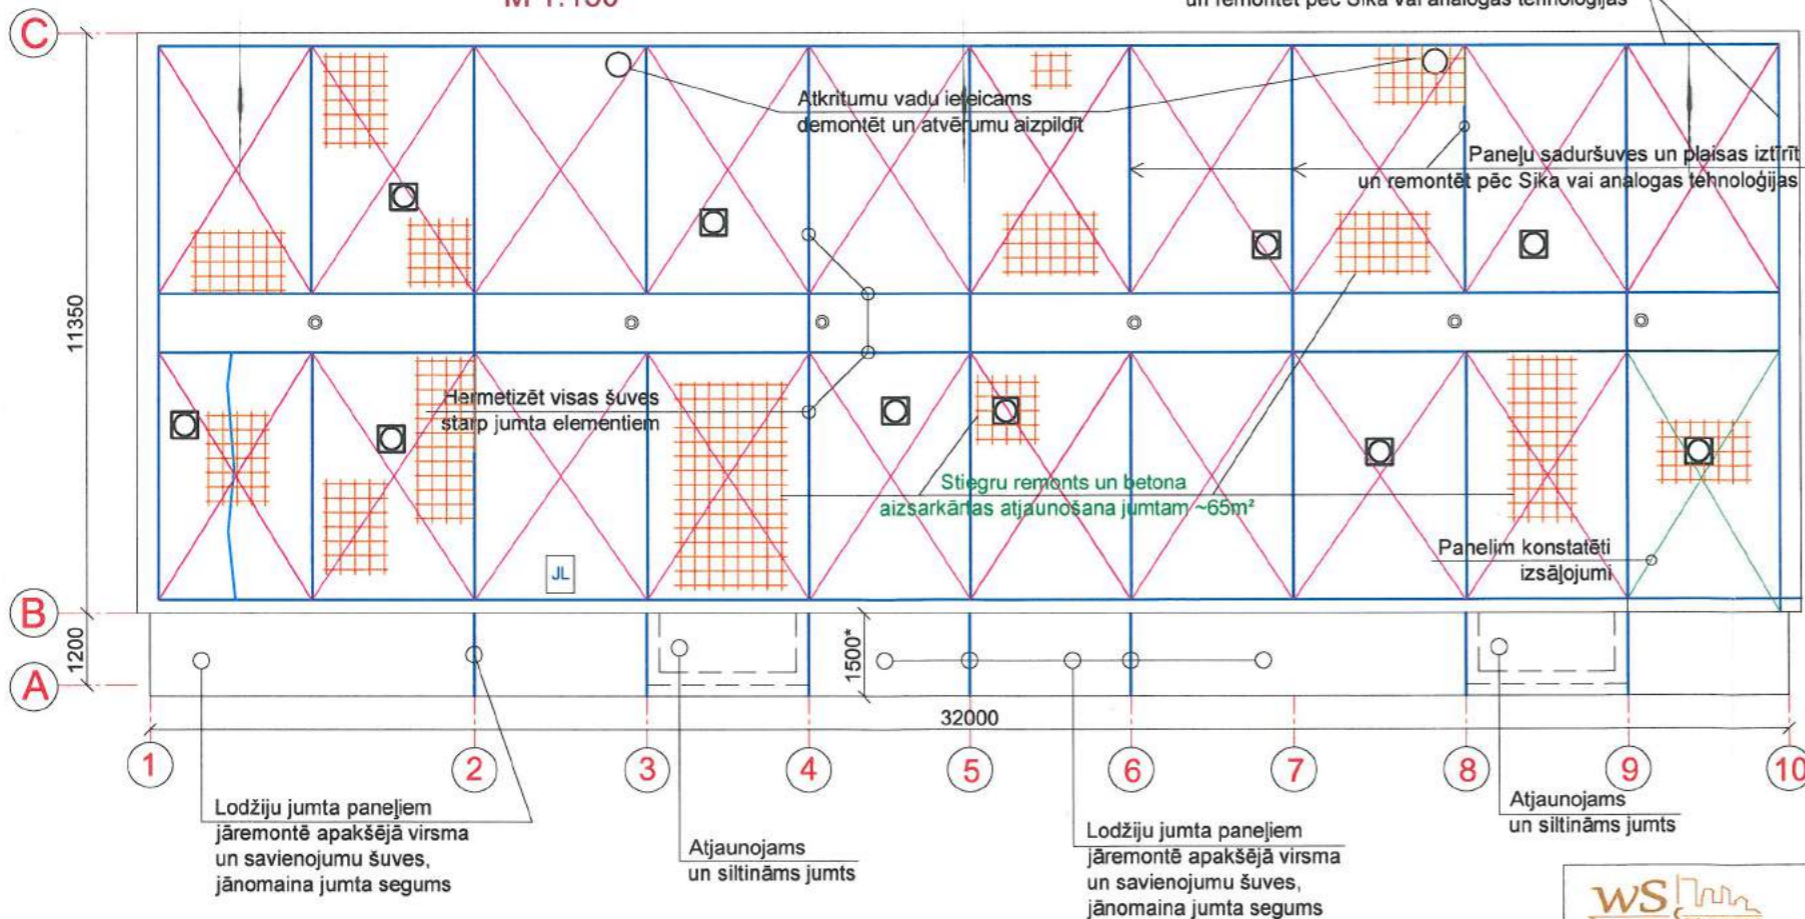 M 1:150
un remontēt pēc Sika vai analogas tehnoloģijas
C
Atkritumu vadu ieteicams
demontēt un atvērumu aizpildīt
Paneļu saduršuves un plaisas iztīrīt
un remontēt pēc Sika vai analogas tehnoloģijas
11350
Hermetizēt visas šuves
starp jumta elementiem
Stiegru remonts un betona
aizsarkārtas atjaunošana jumtam ~65m²
Panelim konstatēti
izsāļojumi
JL
B
1200
1500*
A
32000
1 2 3 4 5 6 7 8 9 10
Lodžiju jumta paneļiem
jāremontē apakšējā virsma
un savienojumu šuves,
jānomaina jumta segums
Atjaunojams
un siltināms jumts
Lodžiju jumta paneļiem
jāremontē apakšējā virsma
un savienojumu šuves,
jānomaina jumta segums
Atjaunojams
un siltināms jumts
WS